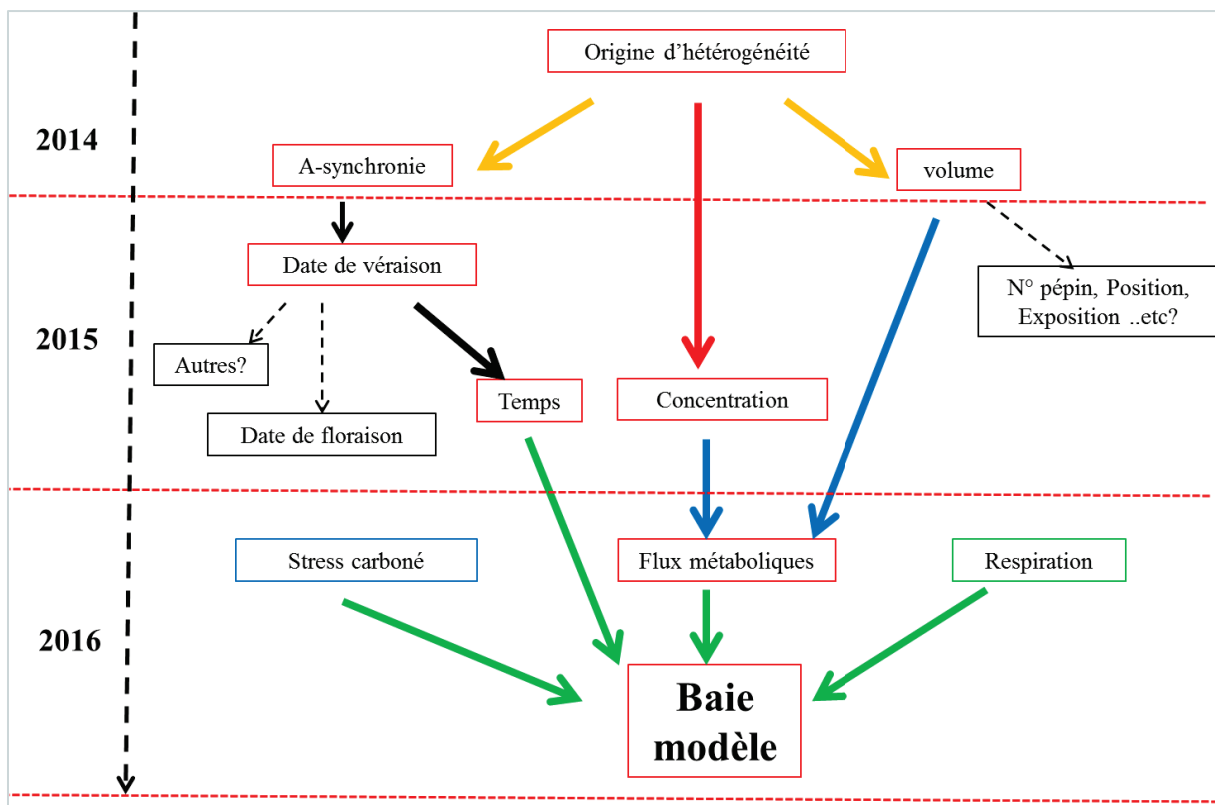 Origine d'hétérogénéité
2014
A-synchronie
volume
Date de véraison
N° pépin, Position,
Exposition ..etc?
2015
Autres?
Temps
Concentration
Date de floraison
Stress carboné
Flux métaboliques
Respiration
2016
Baie
modèle